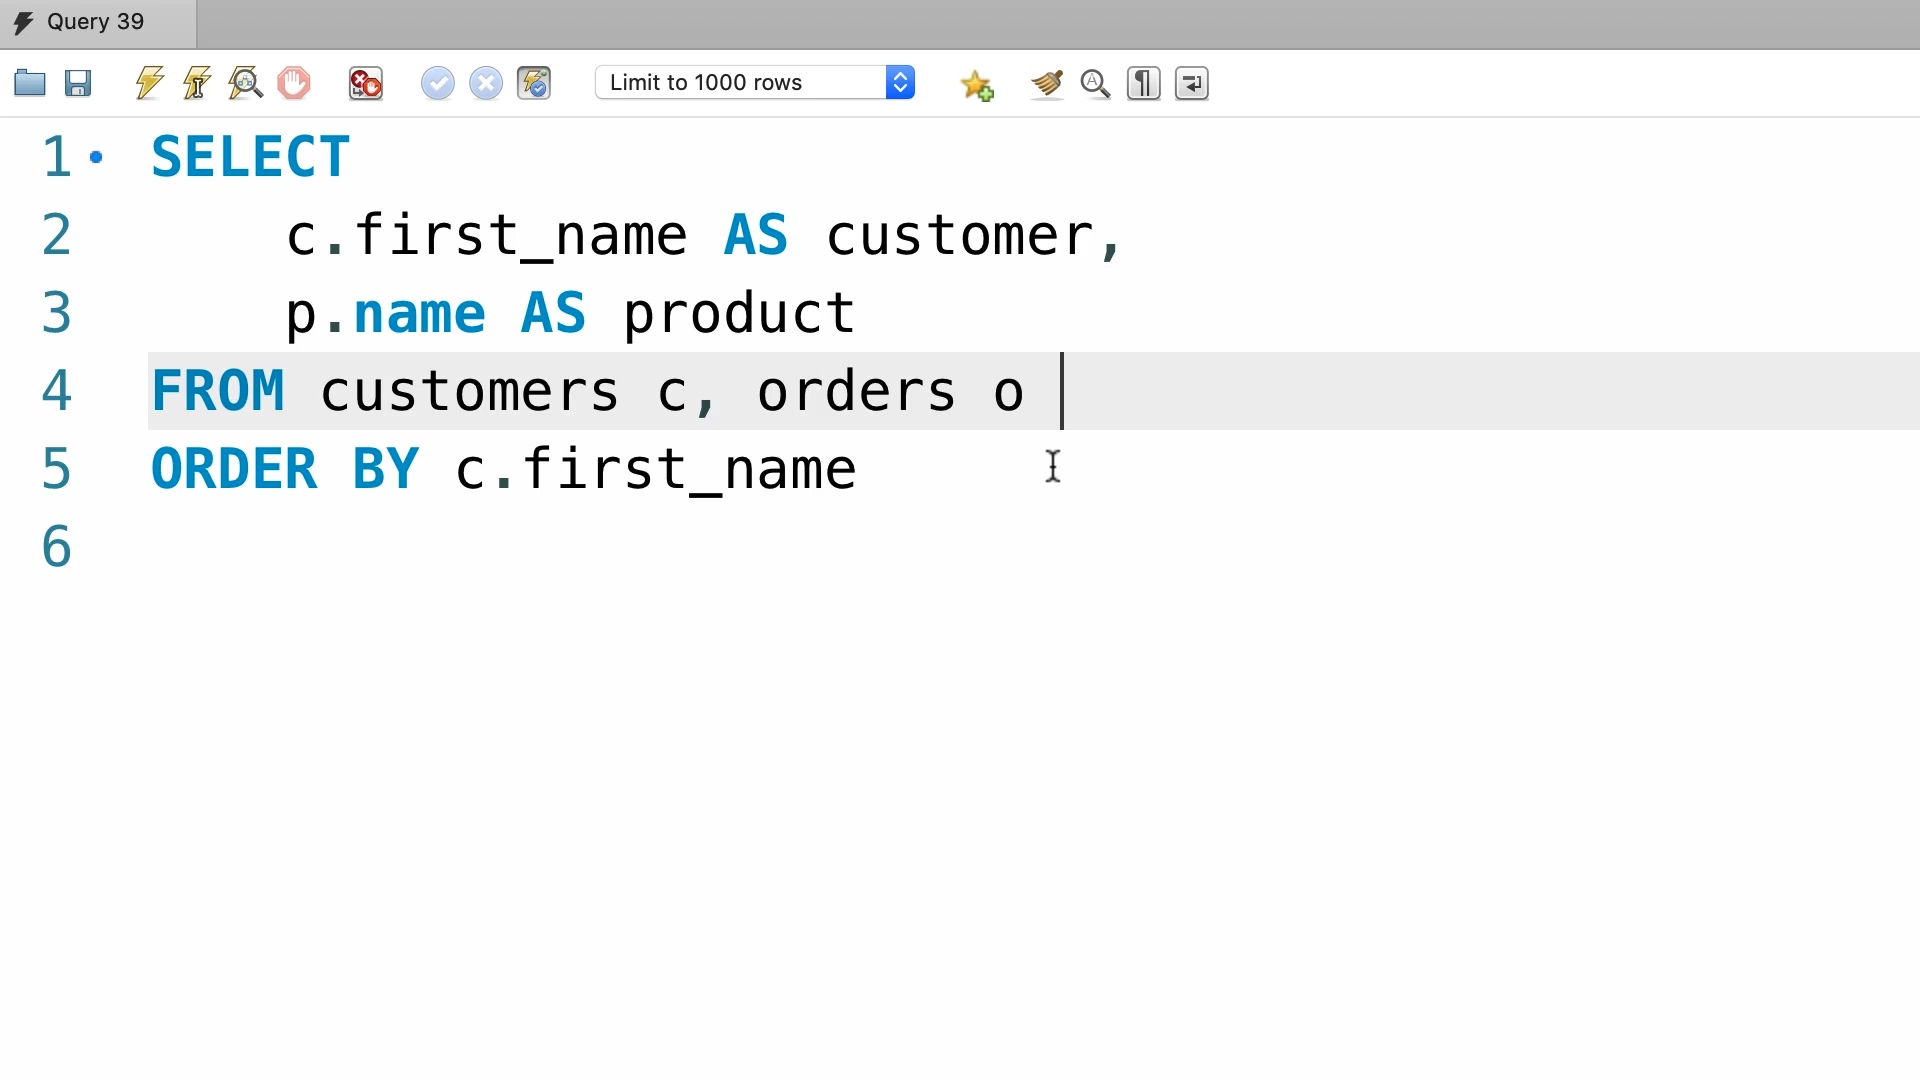 Query 39
Limit to 1000 rows
1 SELECT
2 c.first_name AS customer,
3 p.name AS product
4 FROM customers c, orders o
5 ORDER BY c.first_name
6